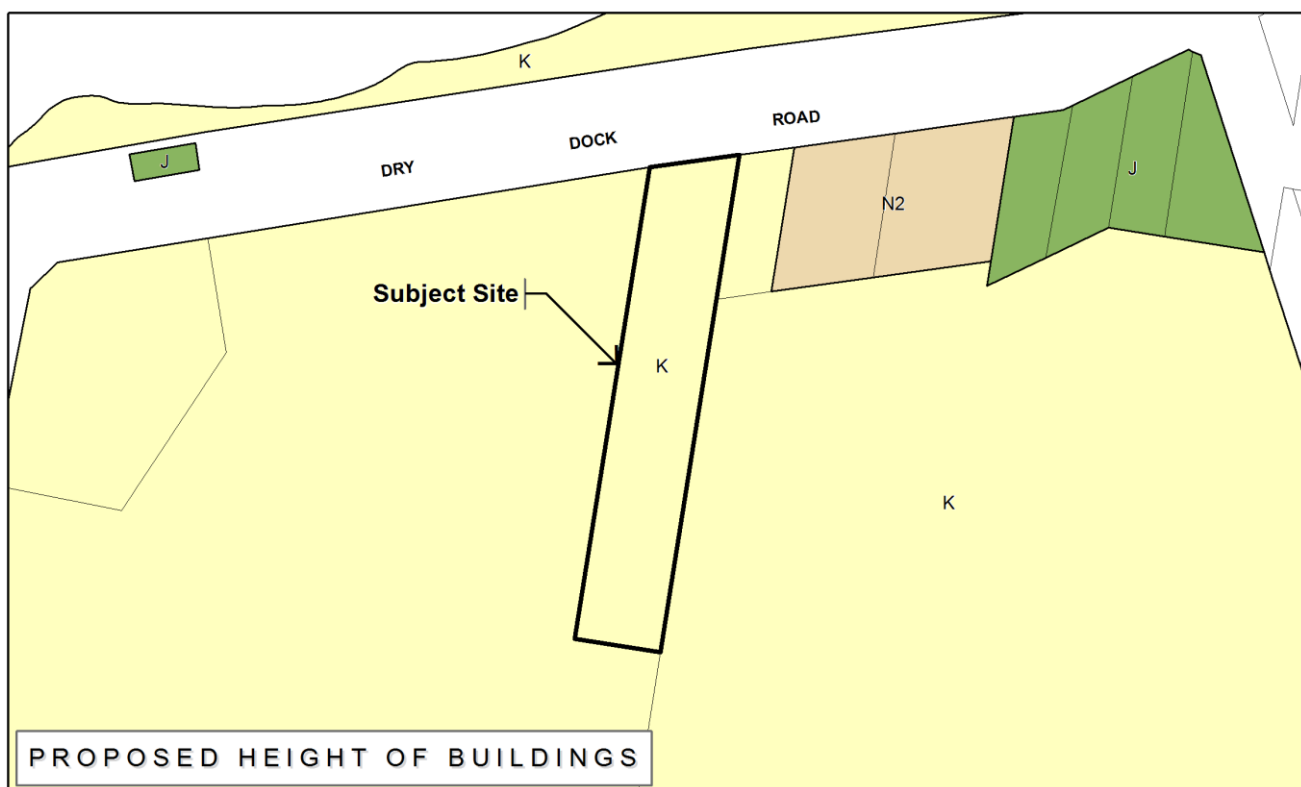 K
J
DRY DOCK ROAD
N2
J
Subject Site
K
K
PROPOSED HEIGHT OF BUILDINGS